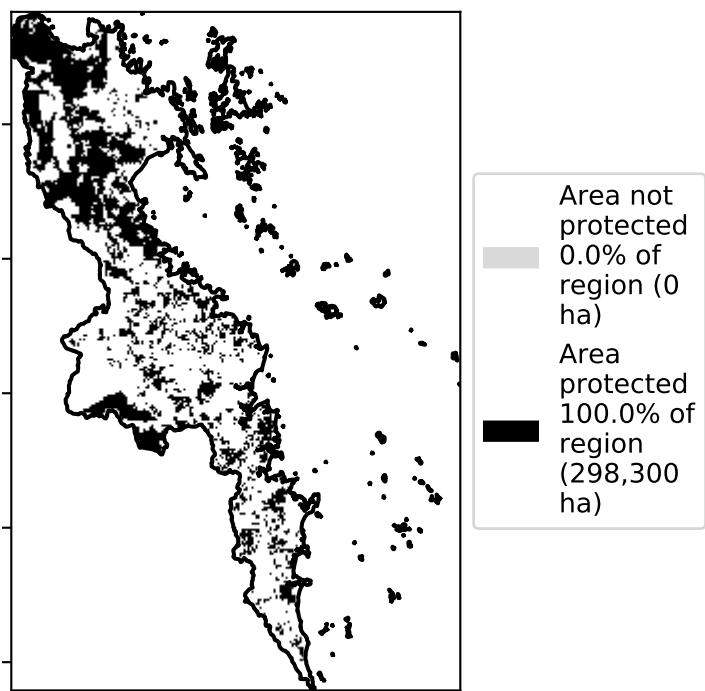 Area not
protected
0.0% of
region (0
ha)
Area
protected
100.0% of
region
(298,300
ha)